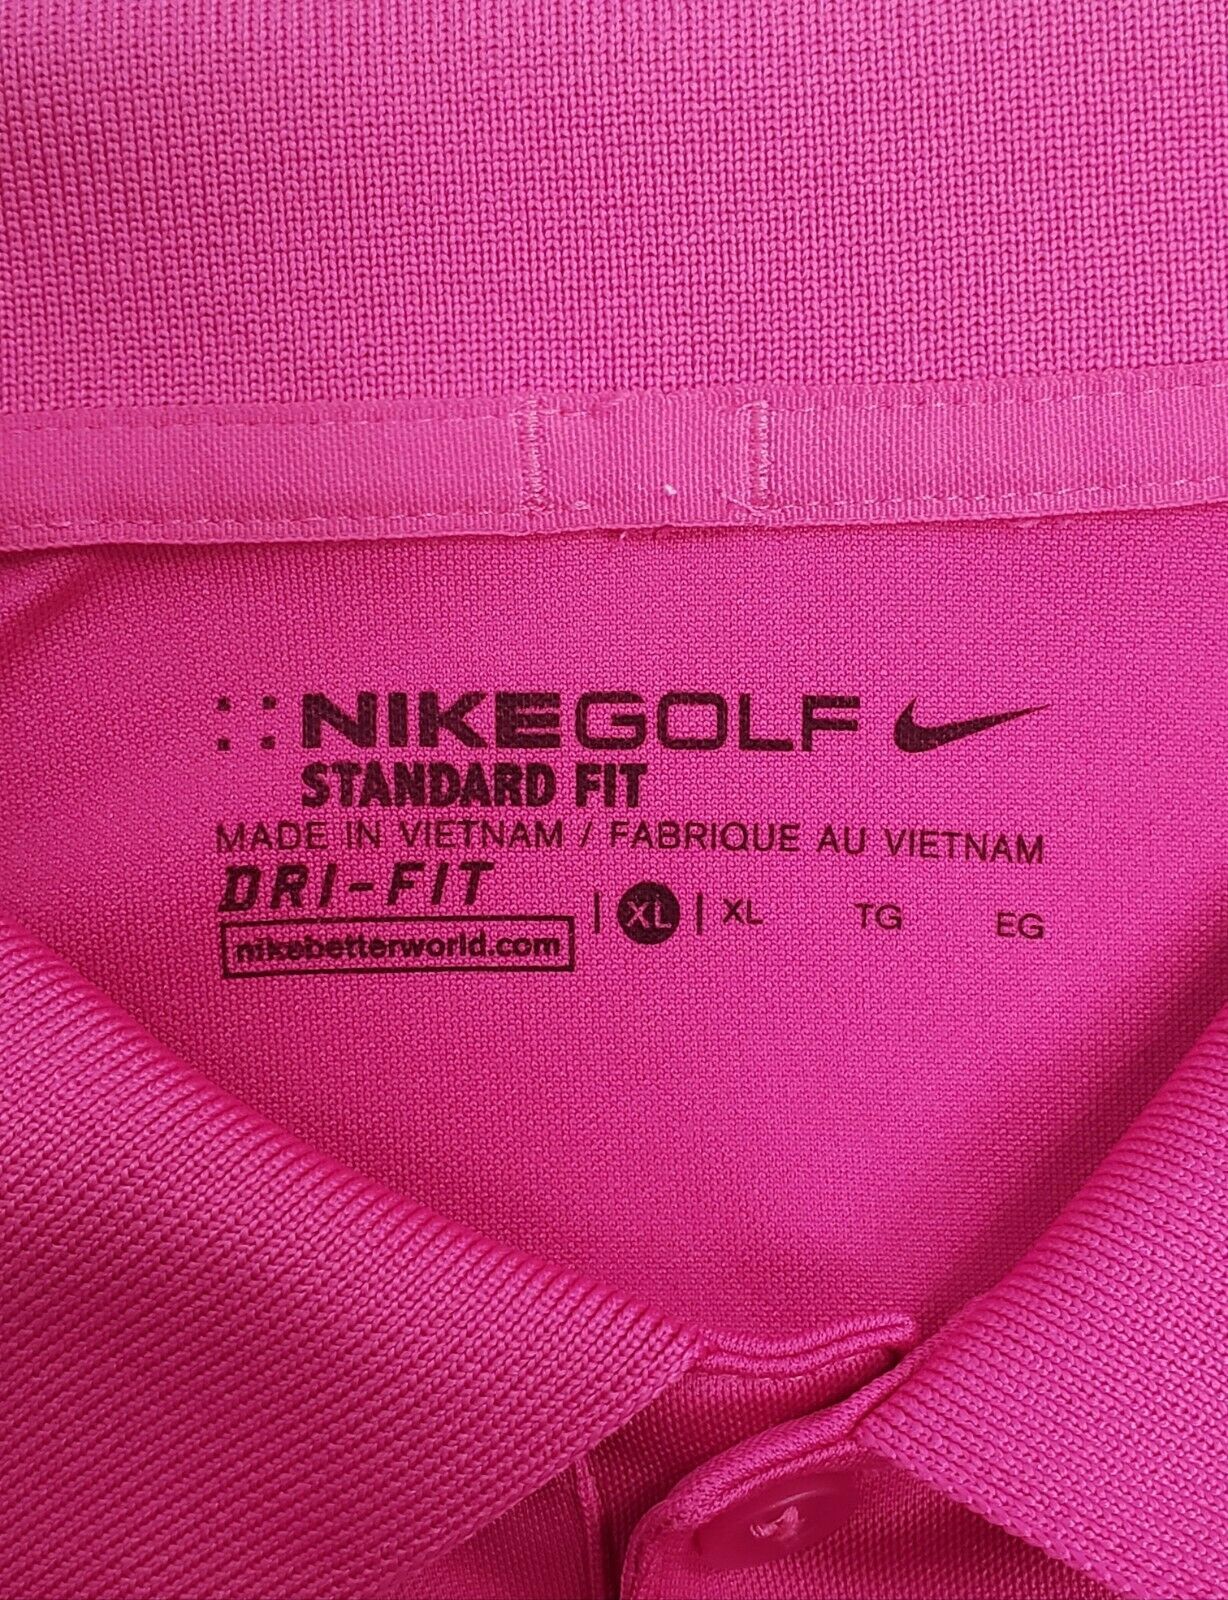 NIKEGOLF
STANDARD FIT
MADE IN VIETNAM / FABRIQUE AU VIETNAM
DRI-FIT
nikebetterworld.com
| XL | XL TG EG